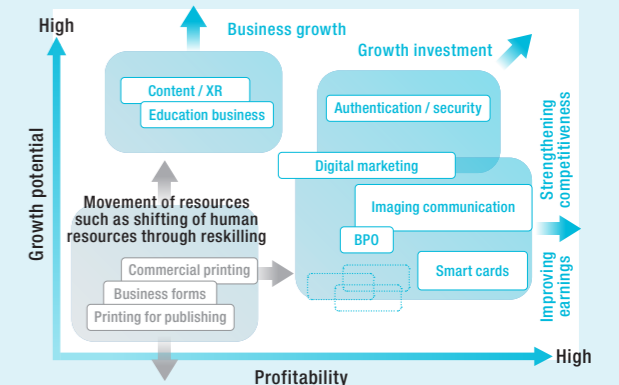 High
Business growth
Growth investment
Content / XR
Education business
Authentication / security
Digital marketing
Strengthening
competitiveness
Growth potential
Movement of resources
such as shifting of human
resources through reskilling
Imaging communication
BPO
Commercial printing
Smart cards
Business forms
Printing for publishing
Improving
earnings
High
Profitability